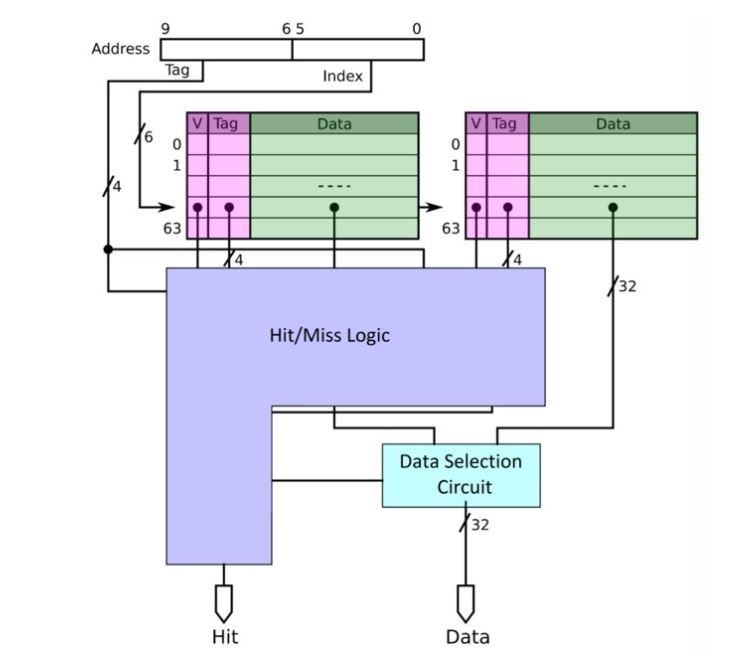 9 6 5 0
Address
Tag
Index
V Tag Data
V Tag Data
6
0
0
1
1
4
----
----
63
63
4
4
32
Hit/Miss Logic
Data Selection
Circuit
32
Hit
Data